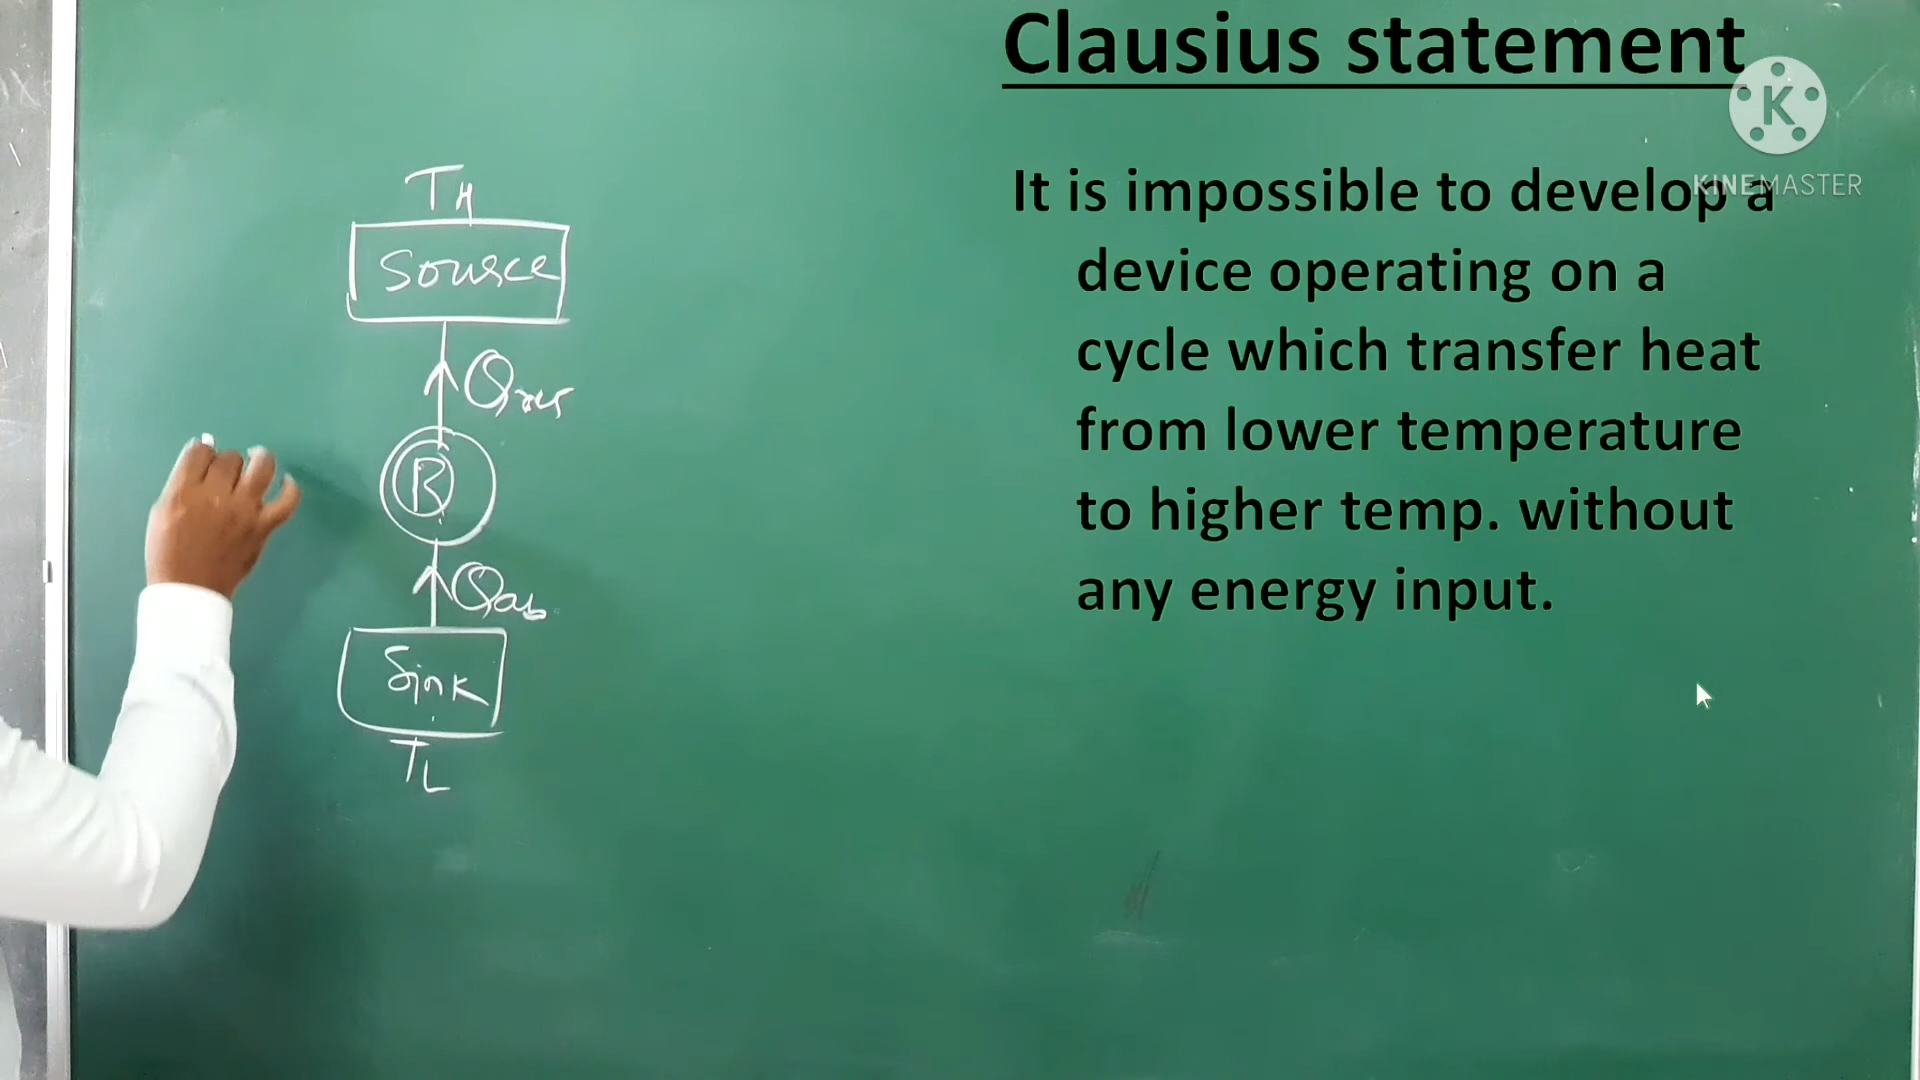 Clausius statement
K
KINEMASTER
It is impossible to develop a
device operating on a
cycle which transfer heat
from lower temperature
to higher temp. without
any energy input.
TH
Source
R
Sink
TL